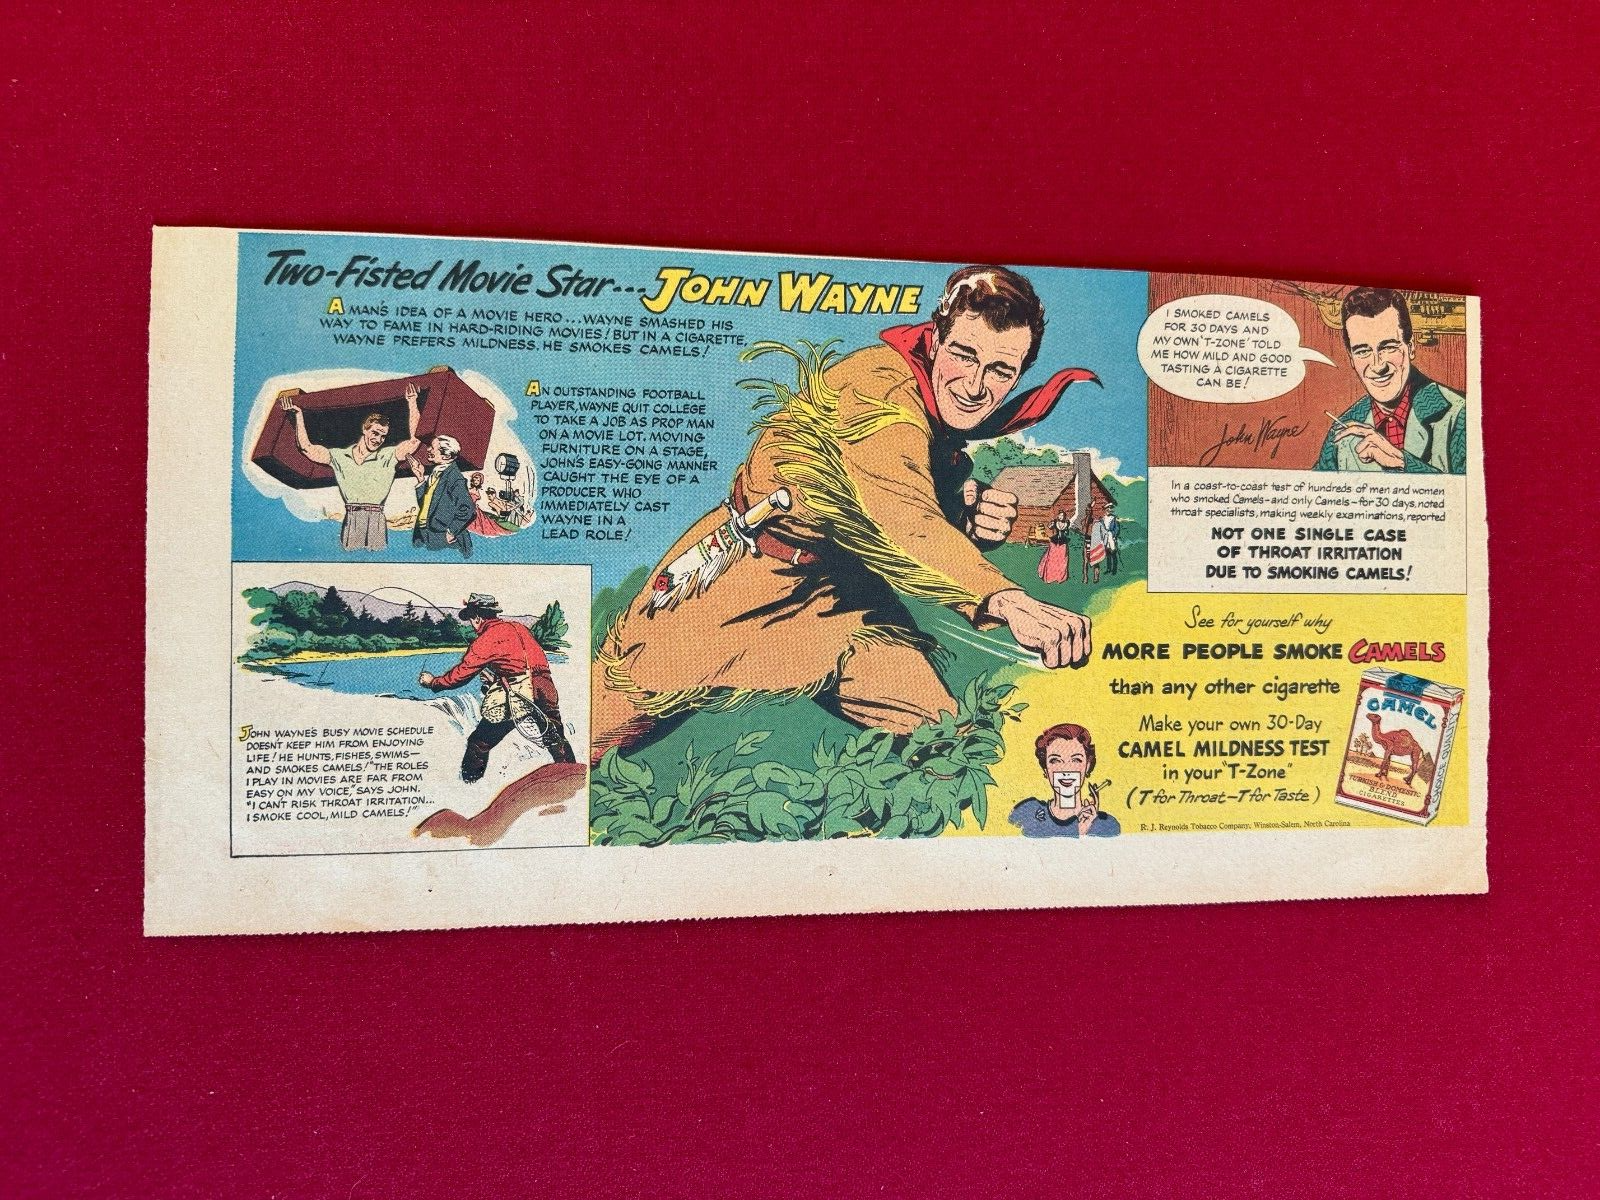 Two-Fisted Movie Star... JOHN WAYNE
A MAN'S IDEA OF A MOVIE HERO... WAYNE SMASHED HIS
WAY TO FAME IN HARD-RIDING MOVIES! BUT IN A CIGARETTE,
WAYNE PREFERS MILDNESS. HE SMOKES CAMELS!
AN OUTSTANDING FOOTBALL
PLAYER, WAYNE QUIT COLLEGE
TO TAKE A JOB AS PROP MAN
ON A MOVIE LOT. MOVING
FURNITURE ON A STAGE,
JOHN'S EASY-GOING MANNER
CAUGHT THE EYE OF A
PRODUCER WHO
IMMEDIATELY CAST
WAYNE IN A
LEAD ROLE!
JOHN WAYNE'S BUSY MOVIE SCHEDULE
DOESN'T KEEP HIM FROM ENJOYING
LIFE! HE HUNTS, FISHES, SWIMS—
AND SMOKES CAMELS! "THE ROLES
I PLAY IN MOVIES ARE FAR FROM
EASY ON MY VOICE," SAYS JOHN.
"I CAN'T RISK THROAT IRRITATION...
I SMOKE COOL, MILD CAMELS!"
I SMOKED CAMELS
FOR 30 DAYS AND
MY OWN 'T-ZONE' TOLD
ME HOW MILD AND GOOD
TASTING A CIGARETTE
CAN BE!
John Wayne
In a coast-to-coast test of hundreds of men and women
who smoked Camels—and only Camels—for 30 days, noted
throat specialists, making weekly examinations, reported
NOT ONE SINGLE CASE
OF THROAT IRRITATION
DUE TO SMOKING CAMELS!
See for yourself why
MORE PEOPLE SMOKE CAMELS
than any other cigarette
Make your own 30-Day
CAMEL MILDNESS TEST
in your "T-Zone"
(T for Throat—T for Taste)
CAMEL
TURKISH & DOMESTIC
BLEND
CIGARETTES
R. J. Reynolds Tobacco Company, Winston-Salem, North Carolina